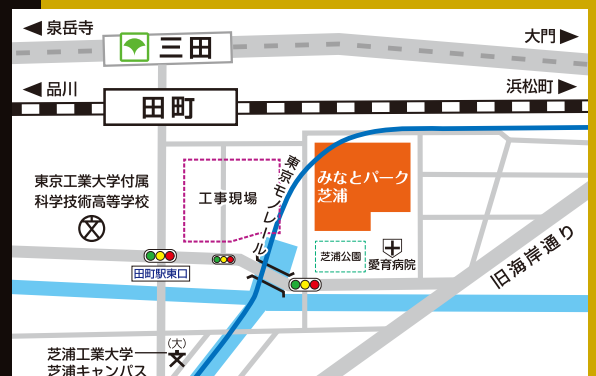 泉岳寺
三田
大門
品川
田町
浜松町
東京工業大学付属
科学技術高等学校
文
工事現場
東京モノレール
みなとパーク
芝浦
芝浦公園
愛育病院
旧海岸通り
田町駅東口
芝浦工業大学
芝浦キャンパス
(大)
文